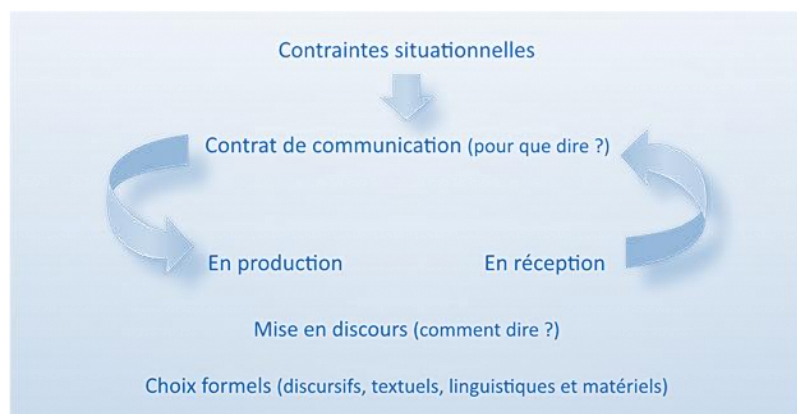 Contraintes situationnelles
Contrat de communication (pour que dire ?)
En production
En réception
Mise en discours (comment dire ?)
Choix formels (discursifs, textuels, linguistiques et matériels)